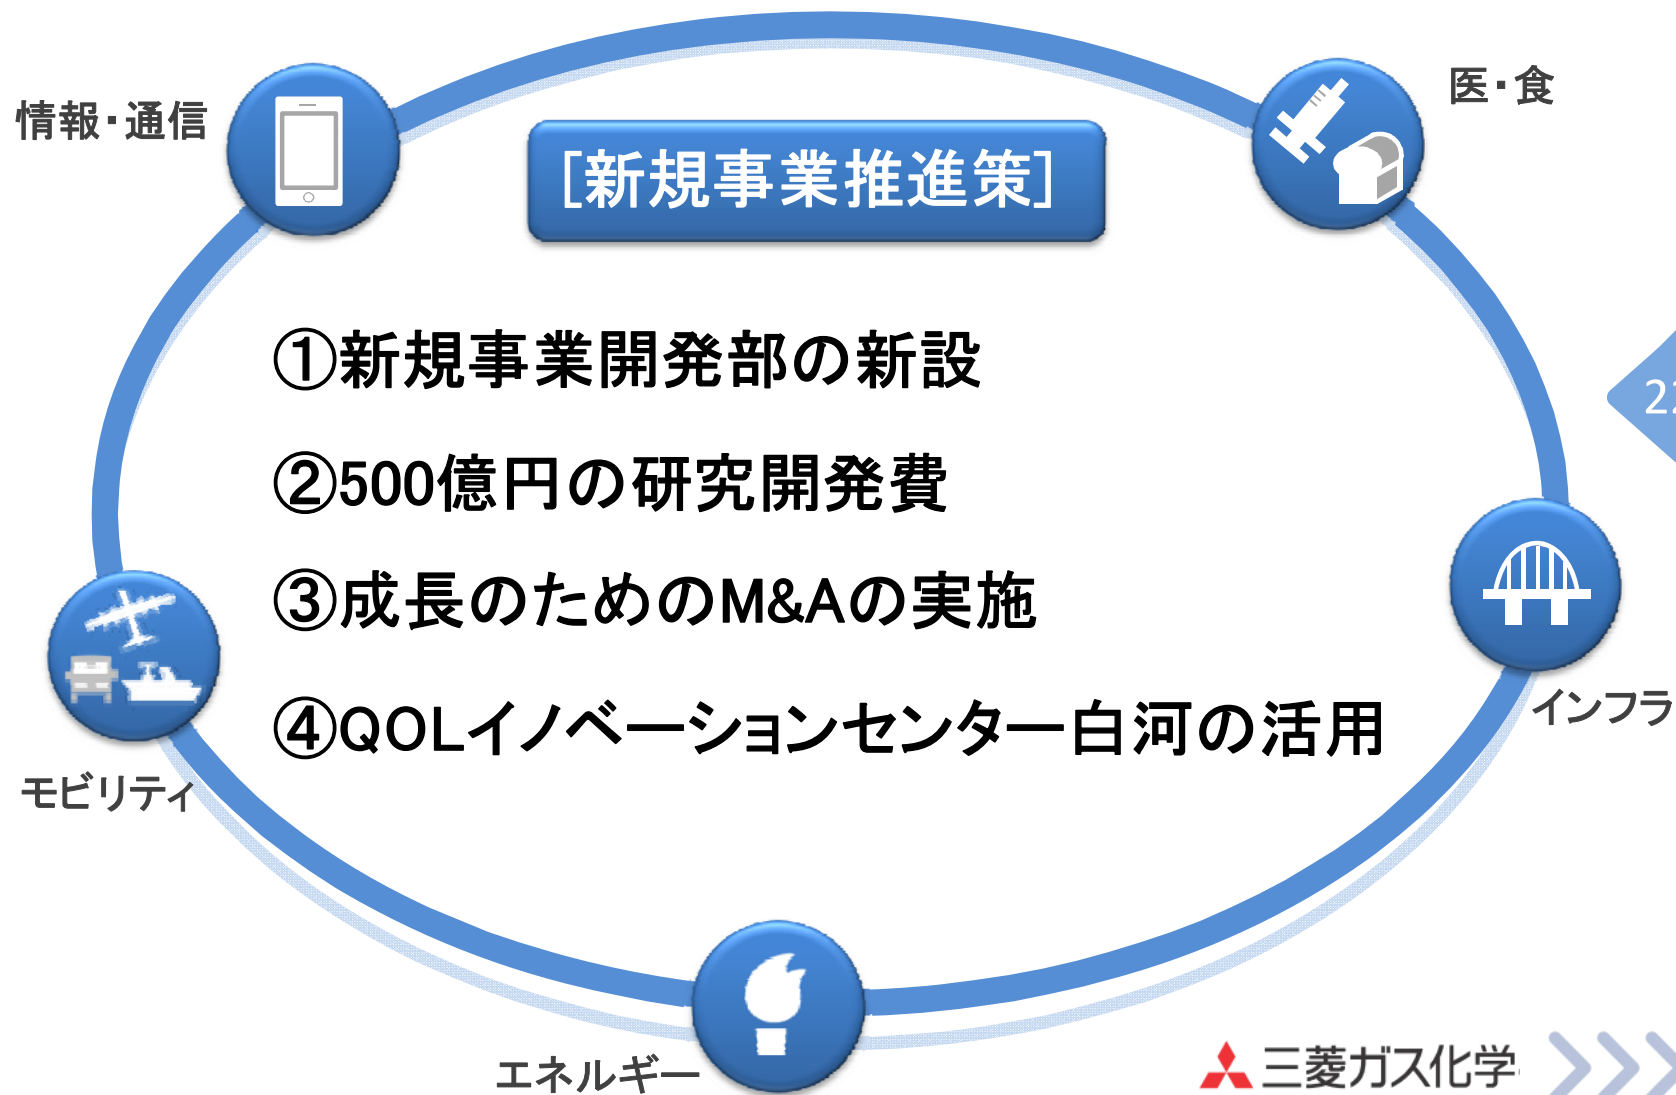 情報・通信
医・食
[新規事業推進策]
①新規事業開発部の新設
②500億円の研究開発費
③成長のためのM&Aの実施
④QOLイノベーションセンター白河の活用
インフラ
モビリティ
エネルギー
三菱ガス化学